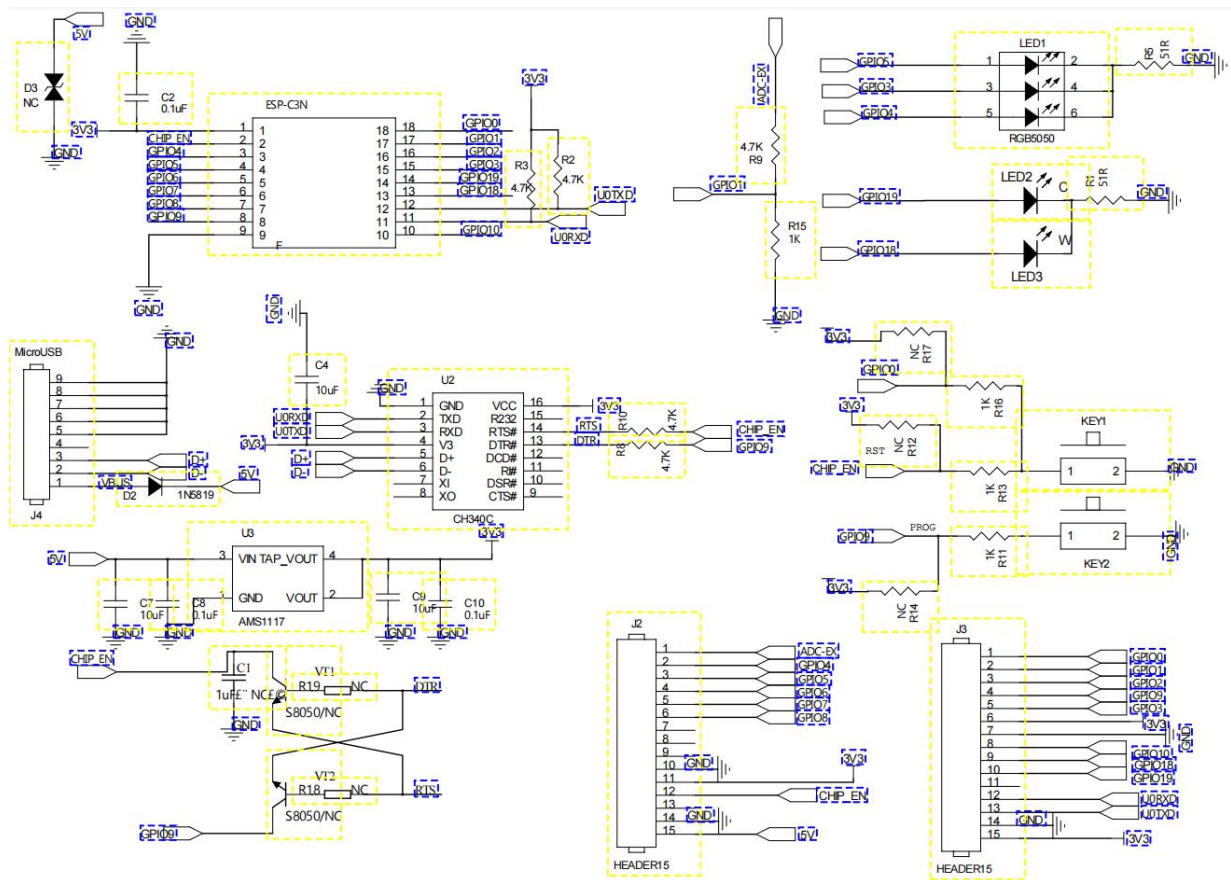 5V
D3
NC
GND
GND
C2
0.1uF
3V3
ESP-C3N
1 1 18 18 GPIO0
CHIP_EN 2 2 17 17 GPIO1
GPIO4 3 3 16 16 GPIO2
GPIO5 4 4 15 15 GPIO3
GPIO6 5 5 14 14 GPIO19
GPIO7 6 6 13 13 GPIO18
GPIO8 7 7 12 12 U0TXD
GPIO9 8 8 11 11 U0RXD
9 9 10 10 GPIO10
GND
3V3
R3
4.7K
R2
4.7K
ADC-EX
4.7K
R9
GPIO1
R15
1K
GND
LED1
GPIO5 1 2
GPIO3 3 4
GPIO4 5 6
RGB5050
R5
51R
GND
LED2
GPIO19
C
51R
GND
GPIO18
W
LED3
MicroUSB
GND
9
8
7
6
5
4
3 D+
2 D-
1 VBUS
D2
1N5819
5V
J4
GND
C4
10uF
U2
GND
1 GND VCC 16 3V3
U0RXD 2 TXD R232 15
U0TXD 3 RXD RTS# 14 RTS R10 4.7K CHIP_EN
3V3 4 V3 DTR# 13 DTR R8 4.7K GPIO9
D+ 5 D+ DCD# 12
D- 6 D- RI# 11
7 XI DSR# 10
8 XO CTS# 9
CH340C
3V3
NC
R17
GPIO0
1K
R16
3V3
NC
R12
RST
CHIP_EN
1K
R13
KEY1
1 2
GND
GPIO9
PROG
1K
R11
1 2
GND
KEY2
3V3
NC
R14
U3
5V 3 VIN TAP_VOUT 4 3V3
1 GND VOUT 2
AMS1117
C7
10uF
GND
C8
0.1uF
GND
C9
10uF
GND
C10
0.1uF
GND
CHIP_EN
C1
1uF£¨NC£©
GND
VT1
R19 NC DTR
S8050/NC
VT2
R18 NC RTS
S8050/NC
GPIO9
J2
1 ADC-EX
2 GPIO4
3 GPIO5
4 GPIO6
5 GPIO7
6 GPIO8
7
8
9 GND
10
11 3V3
12 CHIP_EN
13 GND
14
15 5V
HEADER15
J3
1 GPIO0
2 GPIO1
3 GPIO2
4 GPIO9
5 GPIO3
6 3V3
7 GND
8 GPIO10
9 GPIO18
10 GPIO19
11 U0RXD
12 U0TXD
13 GND
14
15 3V3
HEADER15